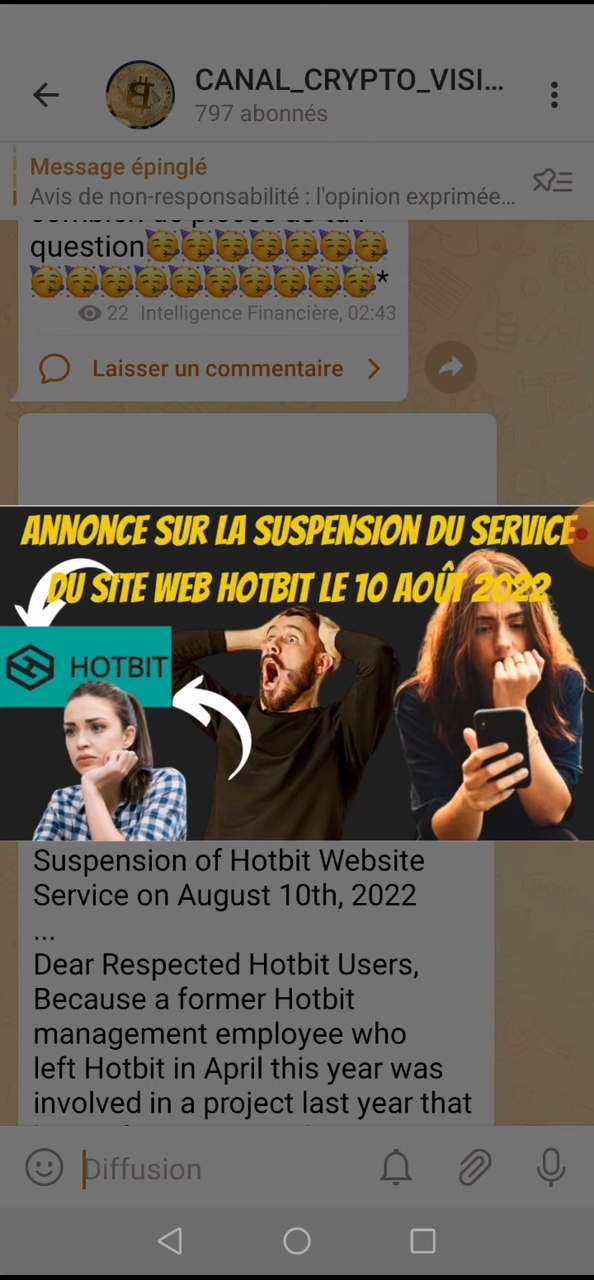 CANAL_CRYPTO_VISI...
797 abonnés
Message épinglé
Avis de non-responsabilité : l'opinion exprimée...
question🥳🥳🥳🥳🥳🥳🥳
🥳🥳🥳🥳🥳🥳🥳🥳🥳🥳*
22 Intelligence Financière, 02:43
Laisser un commentaire
ANNONCE SUR LA SUSPENSION DU SERVICE
DU SITE WEB HOTBIT LE 10 AOÛT 2022
HOTBIT
Suspension of Hotbit Website
Service on August 10th, 2022
...
Dear Respected Hotbit Users,
Because a former Hotbit
management employee who
left Hotbit in April this year was
involved in a project last year that
Diffusion